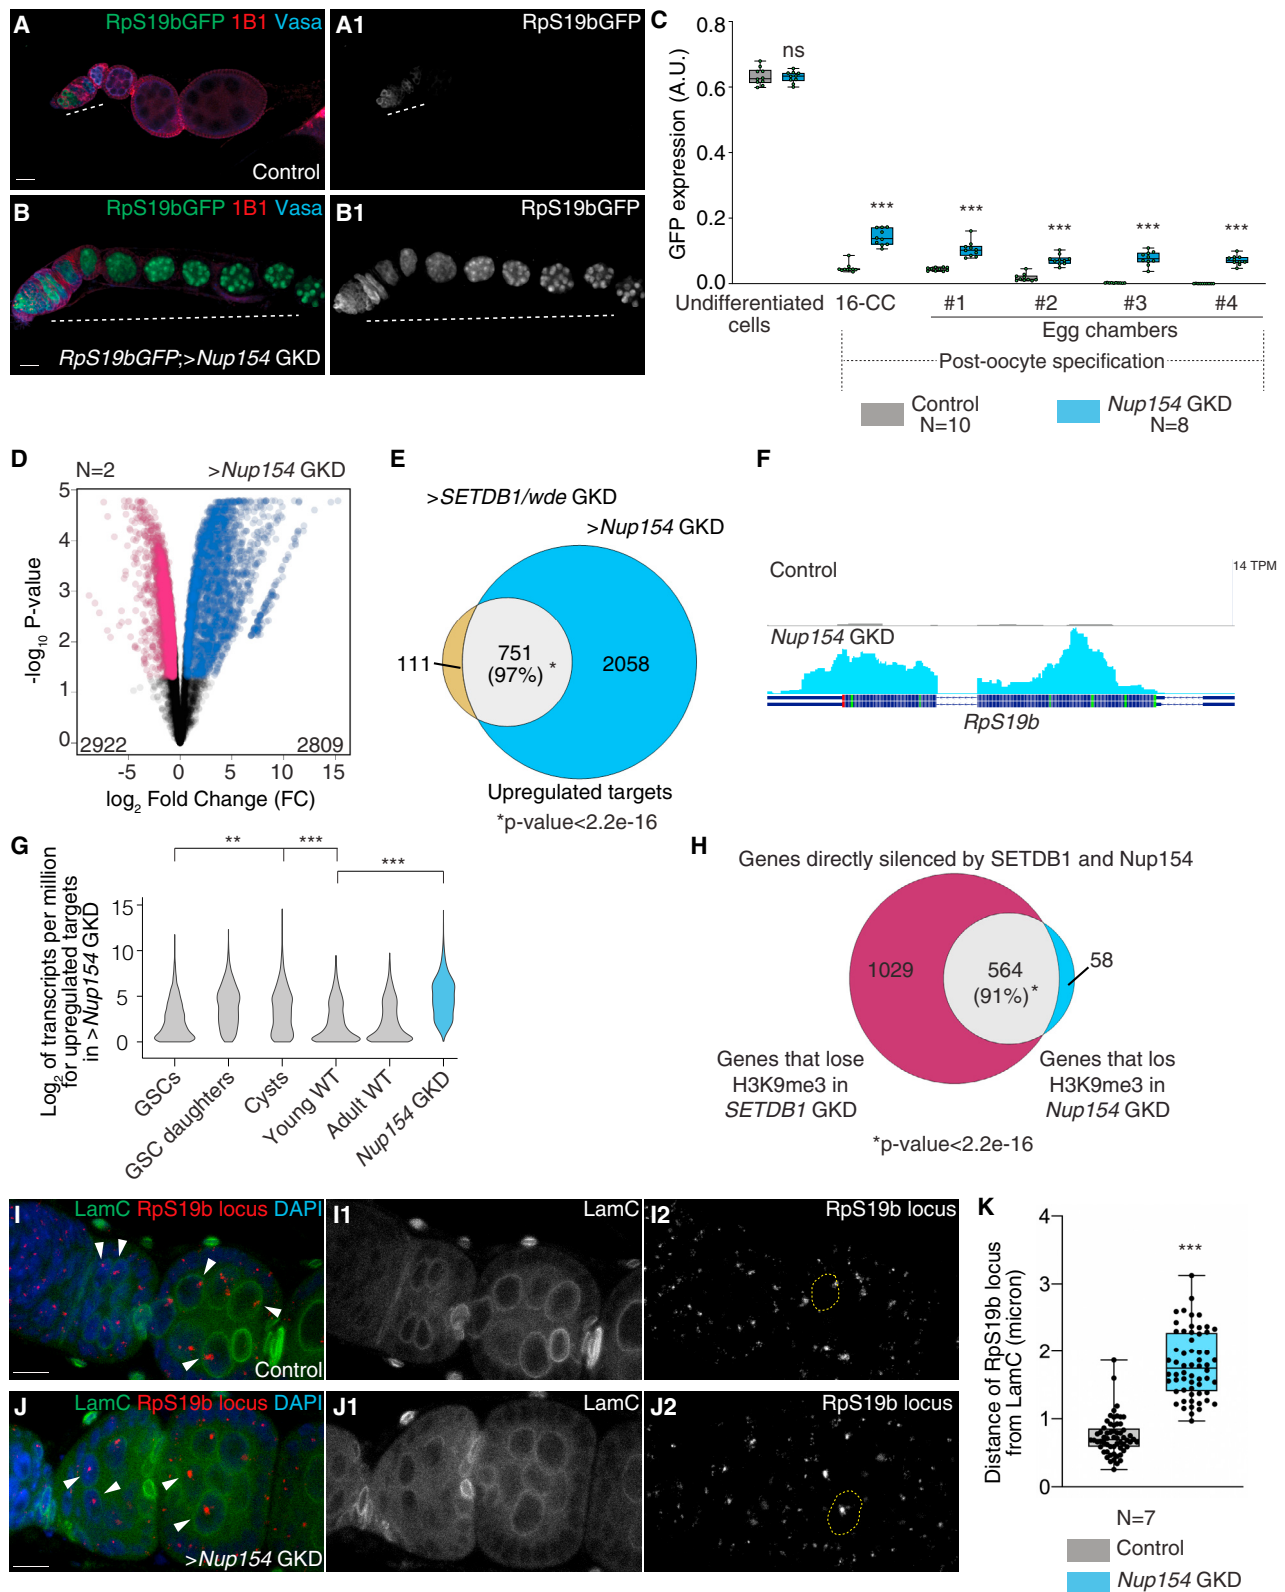 A RpS19bGFP 1B1 Vasa
Control
A1 RpS19bGFP
B RpS19bGFP 1B1 Vasa
RpS19bGFP;>Nup154 GKD
B1 RpS19bGFP
C
GFP expression (A.U.)
0.8
0.6
0.4
0.2
0.0
ns
***
***
***
***
***
Undifferentiated cells
16-CC
#1 #2 #3 #4
Egg chambers
Post-oocyte specification
Control
N=10
Nup154 GKD
N=8
D
N=2 >Nup154 GKD
-log10 P-value
5
4
3
2
1
0
2922 2809
-5 0 5 10 15
log2 Fold Change (FC)
E
>SETDB1/wde GKD
>Nup154 GKD
111
751
(97%) *
2058
Upregulated targets
*p-value<2.2e-16
F
Control
14 TPM
Nup154 GKD
RpS19b
G
** ***
***
Log2 of transcripts per million
for upregulated targets
in >Nup154 GKD
15
10
5
0
GSCs
GSC daughters
Cysts
Young WT
Adult WT
Nup154 GKD
H
Genes directly silenced by SETDB1 and Nup154
1029
564
(91%)*
58
Genes that lose
H3K9me3 in
SETDB1 GKD
Genes that los
H3K9me3 in
Nup154 GKD
*p-value<2.2e-16
I LamC RpS19b locus DAPI
Control
I1 LamC
I2 RpS19b locus
J LamC RpS19b locus DAPI
>Nup154 GKD
J1 LamC
J2 RpS19b locus
K
Distance of RpS19b locus
from LamC (micron)
4
3
2
1
0
***
N=7
Control
Nup154 GKD